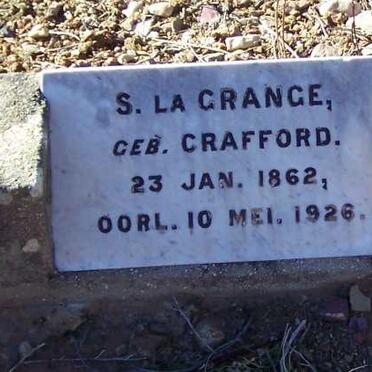 S. LA GRANGE,
GEB. CRAFFORD.
23 JAN. 1862,
OORL. 10 MEI. 1926.